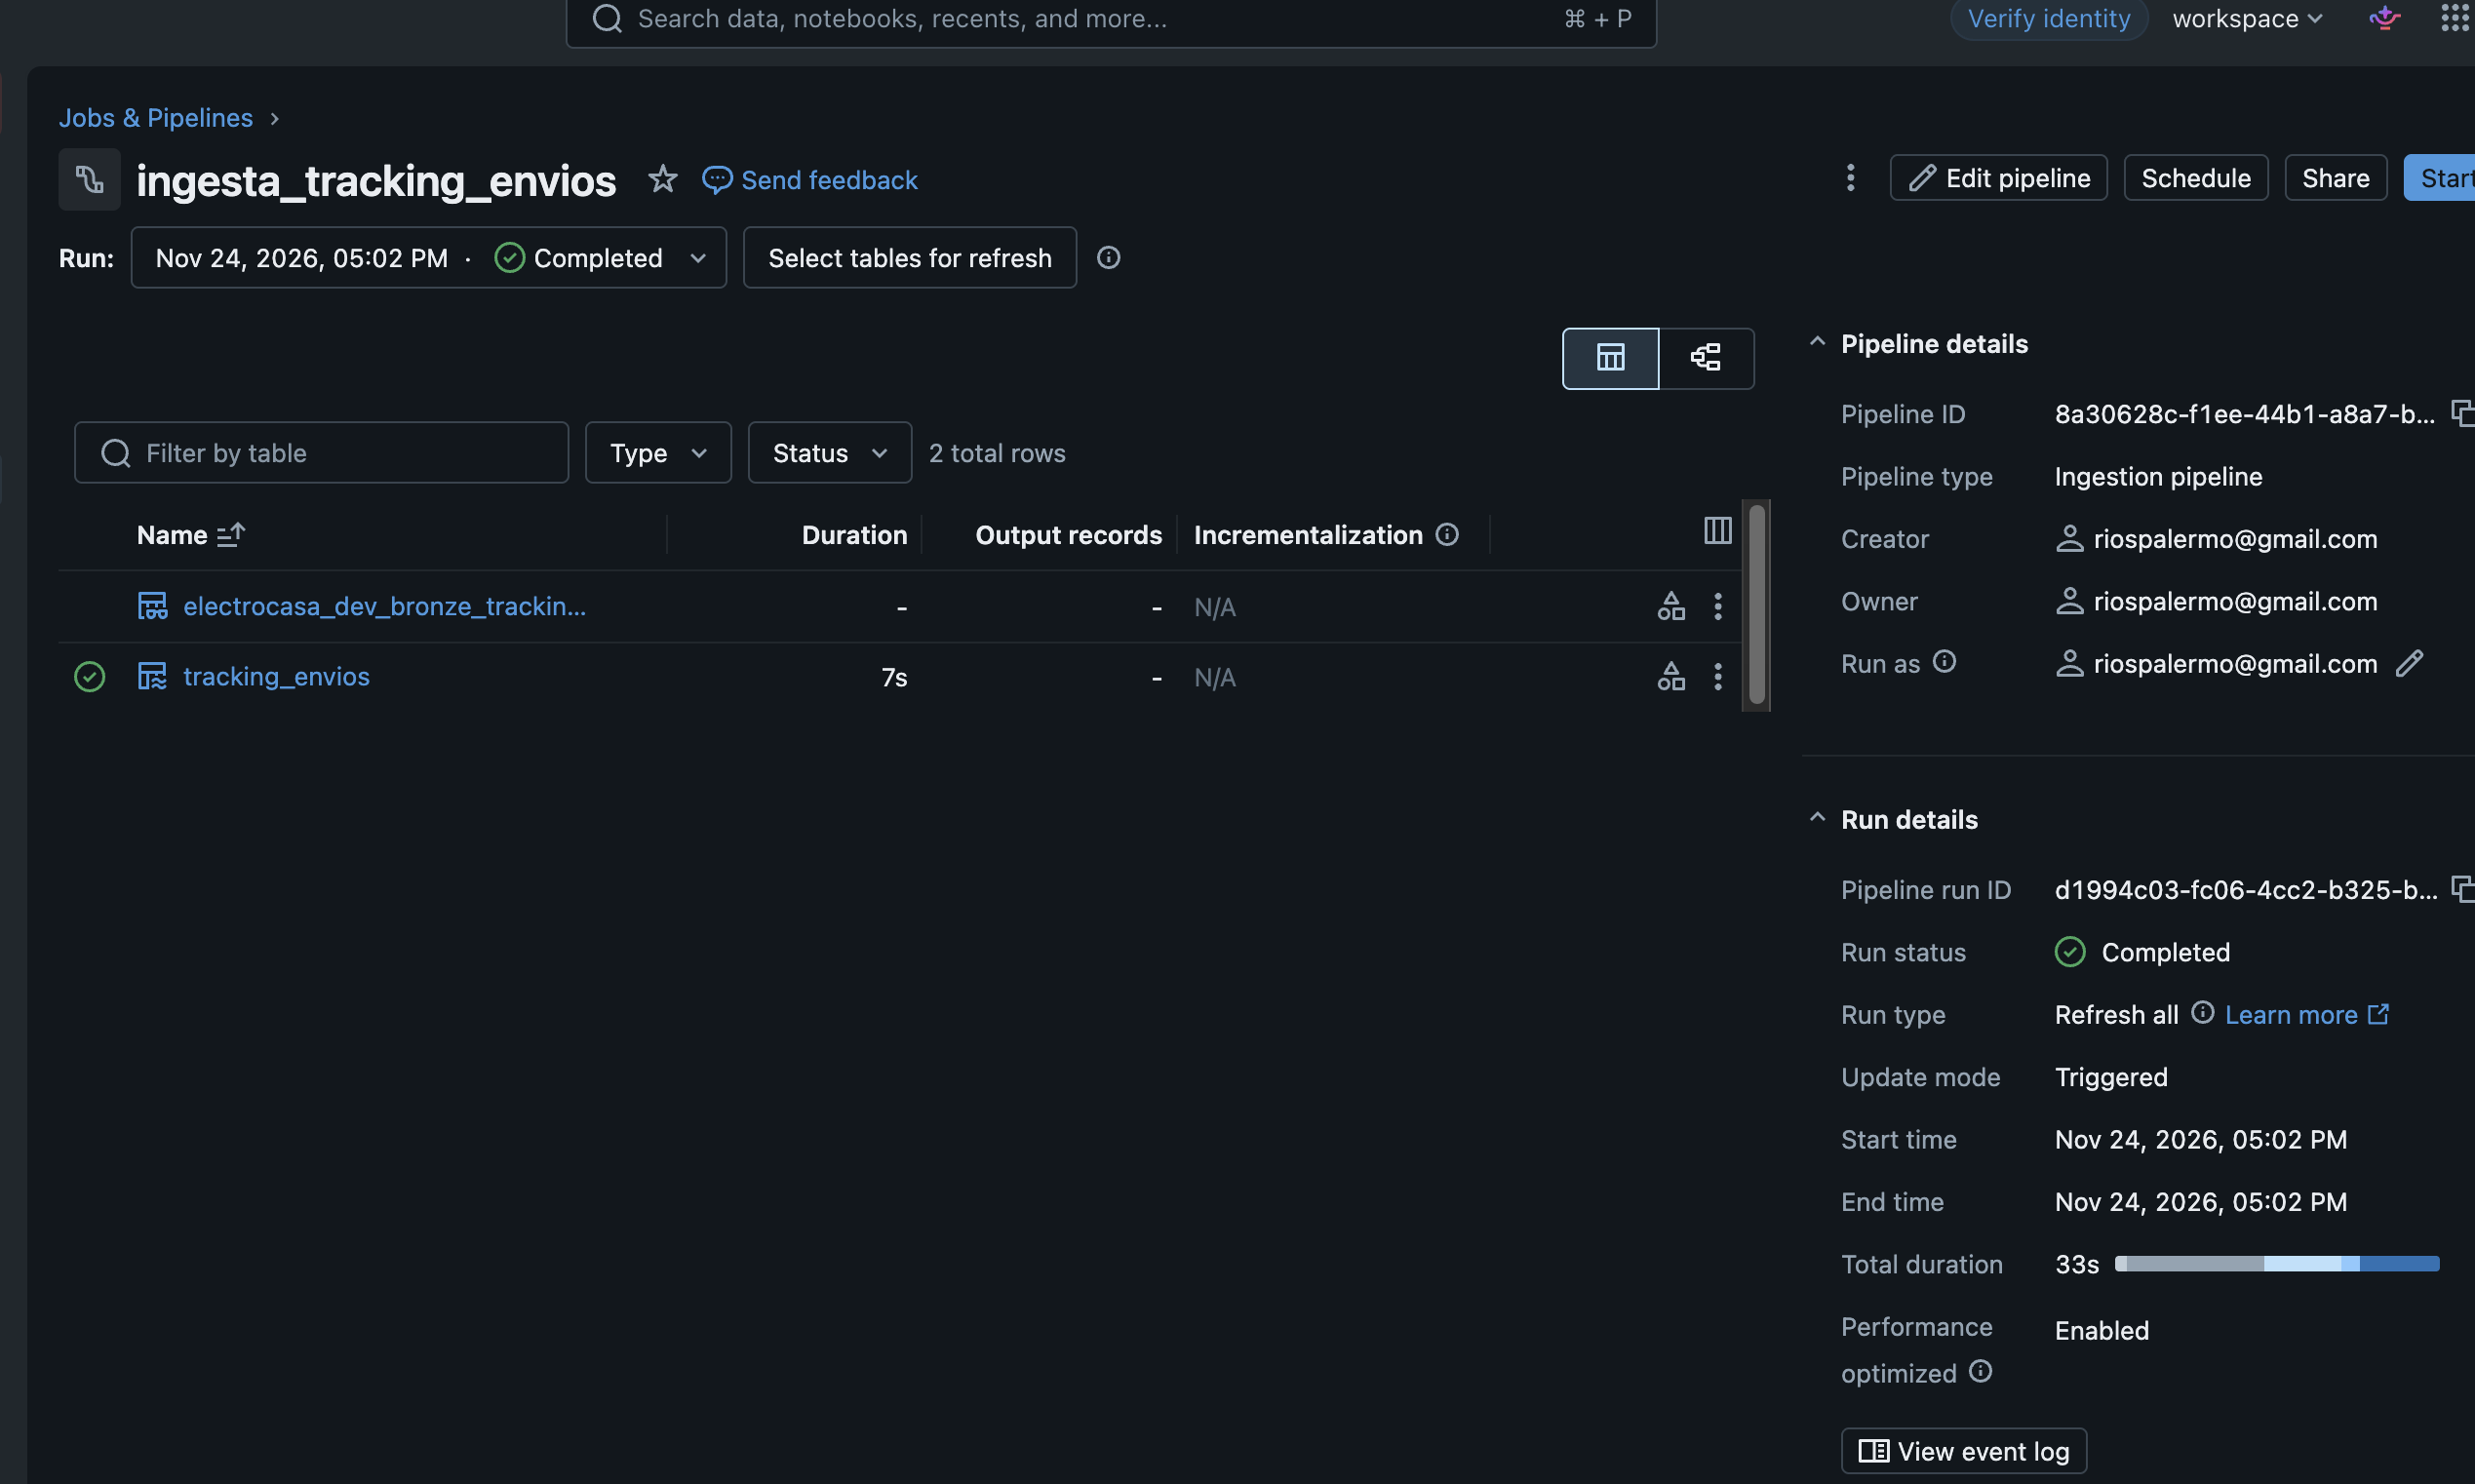 Search data, notebooks, recents, and more... ⌘ + P
Verify identity workspace
Jobs & Pipelines ›
ingesta_tracking_envios Send feedback
Edit pipeline Schedule Share Start
Run: Nov 24, 2026, 05:02 PM · Completed Select tables for refresh
Pipeline details
Pipeline ID 8a30628c-f1ee-44b1-a8a7-b...
Pipeline type Ingestion pipeline
Creator riospalermo@gmail.com
Owner riospalermo@gmail.com
Run as riospalermo@gmail.com
Filter by table Type Status 2 total rows
Name Duration Output records Incrementalization
electrocasa_dev_bronze_trackin... - - N/A
tracking_envios 7s - N/A
Run details
Pipeline run ID d1994c03-fc06-4cc2-b325-b...
Run status Completed
Run type Refresh all Learn more
Update mode Triggered
Start time Nov 24, 2026, 05:02 PM
End time Nov 24, 2026, 05:02 PM
Total duration 33s
Performance optimized Enabled
View event log